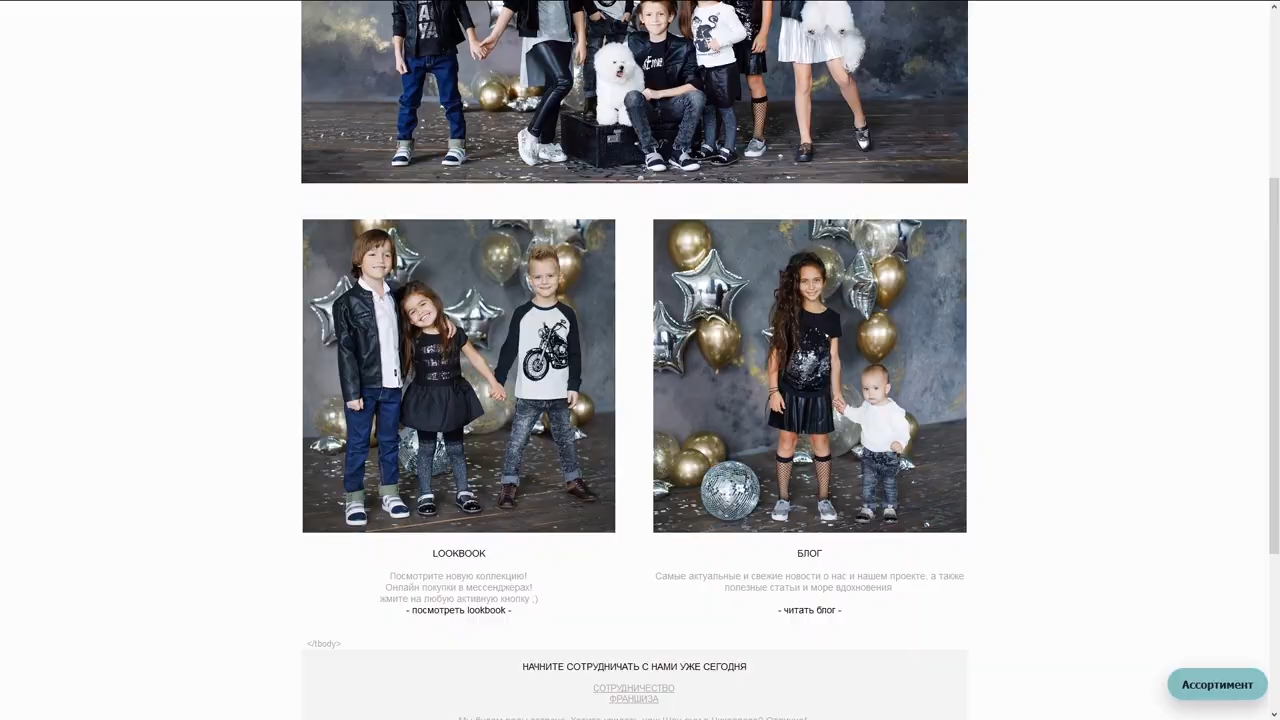 LOOKBOOK
Посмотрите новую коллекцию!
Онлайн покупки в мессенджерах!
жмите на любую активную кнопку ;)
- посмотреть lookbook -
БЛОГ
Самые актуальные и свежие новости о нас и нашем проекте, а также
полезные статьи и море вдохновения
- читать блог -
</tbody>
НАЧНИТЕ СОТРУДНИЧАТЬ С НАМИ УЖЕ СЕГОДНЯ
СОТРУДНИЧЕСТВО
ФРАНШИЗА
Ассортимент